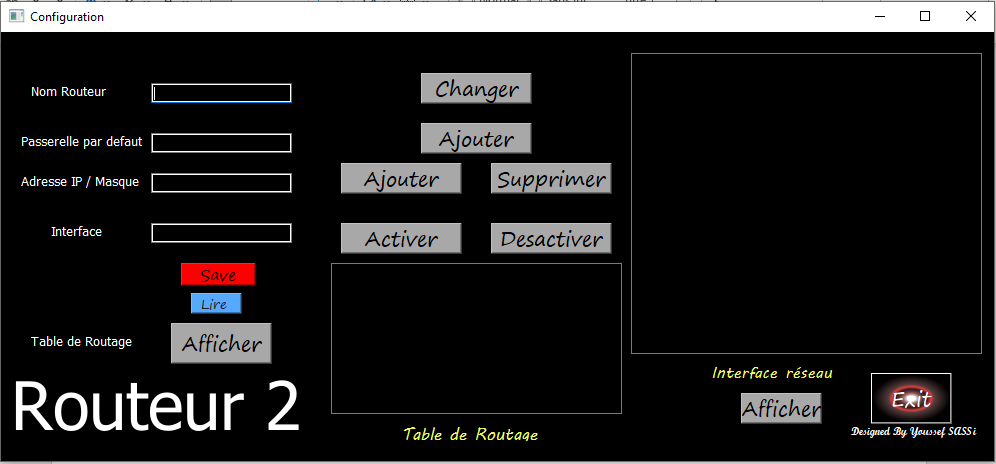 Configuration
Nom Routeur
Changer
Passerelle par defaut
Ajouter
Adresse IP / Masque
Ajouter
Supprimer
Interface
Activer
Desactiver
Save
Lire
Table de Routage
Afficher
Routeur 2
Table de Routage
Interface réseau
Afficher
Exit
Designed By Youssef SASSi